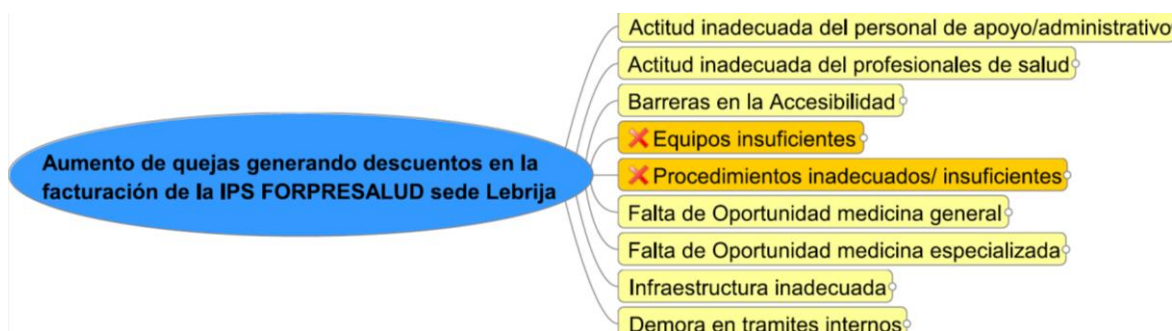 Aumento de quejas generando descuentos en la
facturación de la IPS FORPRESALUD sede Lebrija
Actitud inadecuada del personal de apoyo/administrativo
Actitud inadecuada del profesionales de salud
Barreras en la Accesibilidad
Equipos insuficientes
Procedimientos inadecuados/ insuficientes
Falta de Oportunidad medicina general
Falta de Oportunidad medicina especializada
Infraestructura inadecuada
Demora en tramites internos